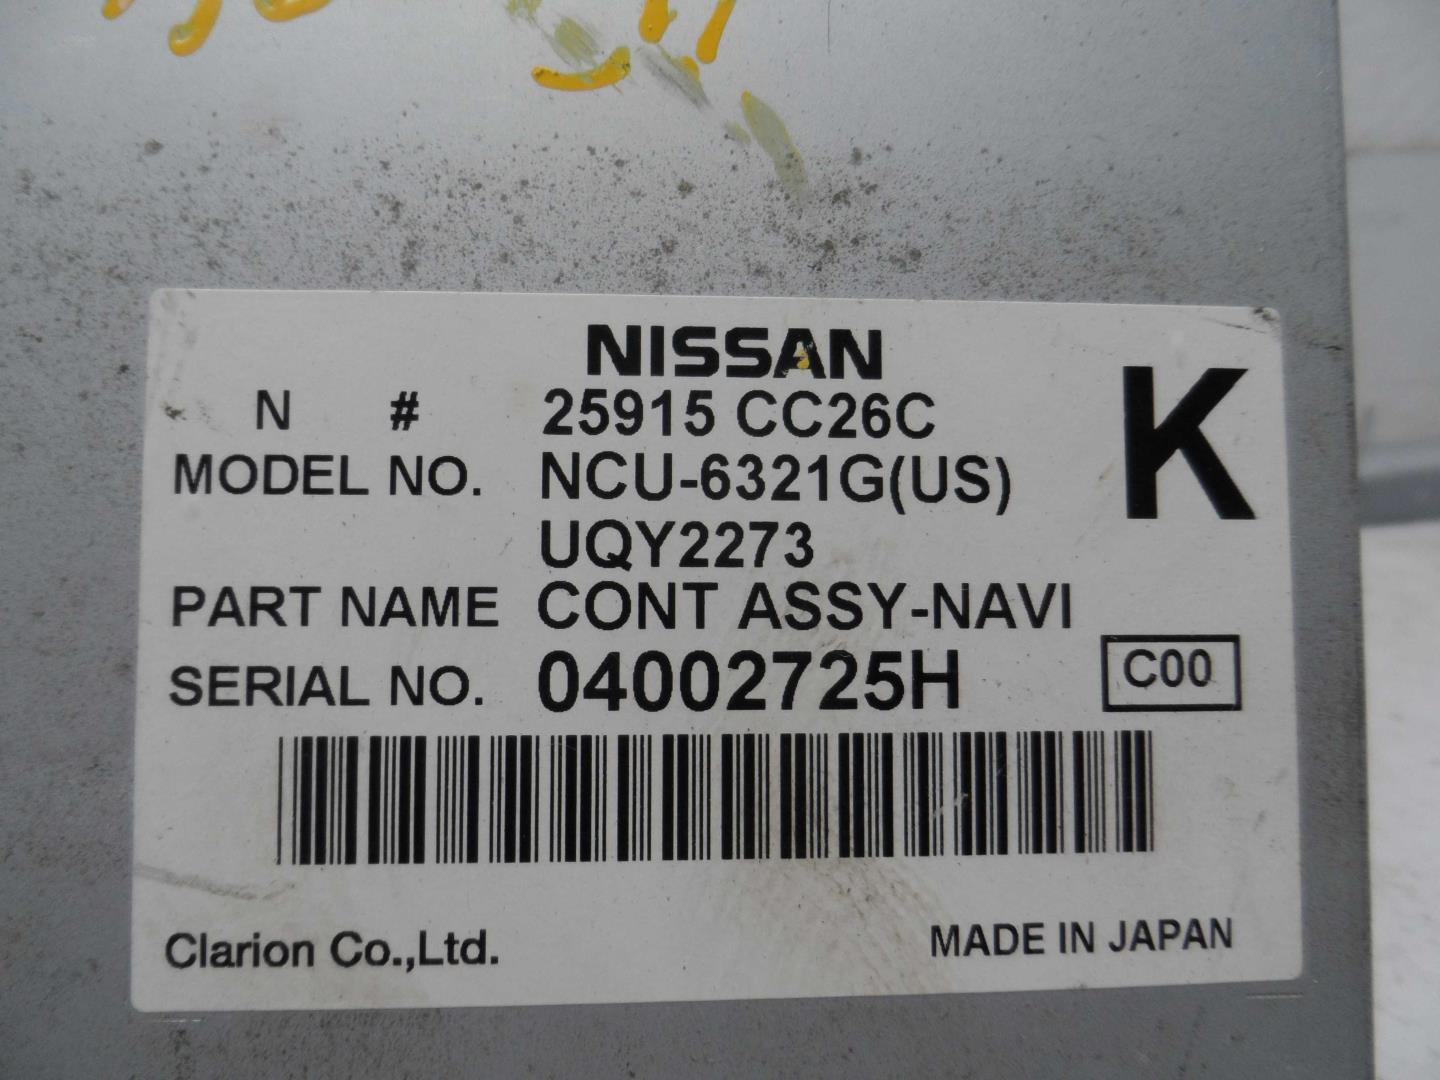 NISSAN
N # 25915 CC26C
K
MODEL NO. NCU-6321G(US)
UQY2273
PART NAME CONT ASSY-NAVI
SERIAL NO. 04002725H
C00
Clarion Co.,Ltd.
MADE IN JAPAN